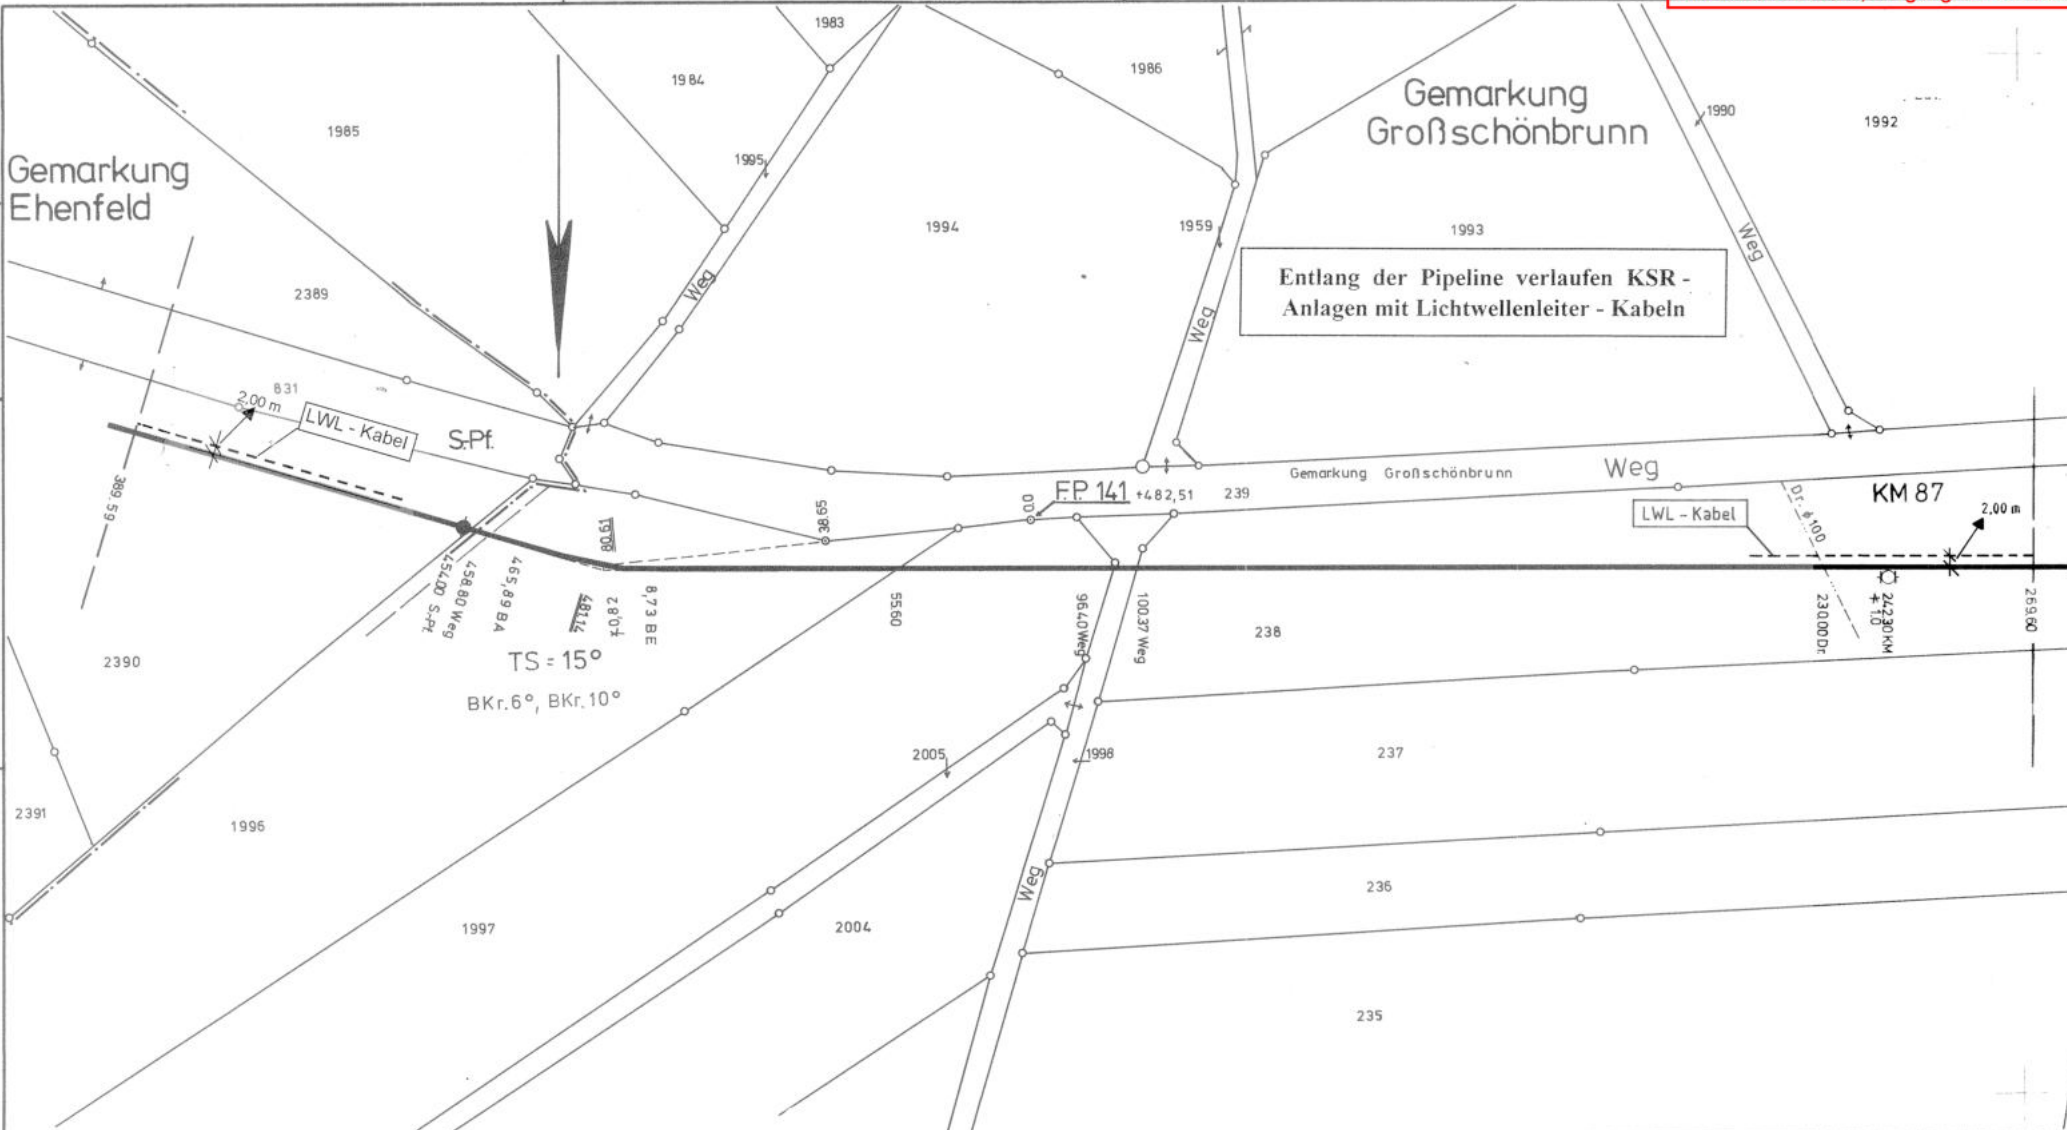 1983
1984
1986
Gemarkung
Großschönbrunn
1990
1992
1985
1995
Gemarkung
Ehenfeld
1994
1959
1993
Weg
Entlang der Pipeline verlaufen KSR -
Anlagen mit Lichtwellenleiter - Kabeln
Weg
Weg
2389
831
2,00 m
LWL - Kabel
S-Pf.
389.59
Gemarkung Großschönbrunn
Weg
F.P. 141
+482,51
239
0.0
38.65
80.61
LWL - Kabel
Dr. ø 100
KM 87
2,00 m
454.00 S-Pf.
458.80 Weg
465,89 BA
481.14
8,73 BE
55.60
96.40 Weg
100.37 Weg
238
230.00 Dr.
242.30 KM
1.0
269.60
TS = 15°
BKr. 6°, BKr. 10°
2390
2005
1998
237
2391
1996
Weg
236
1997
2004
235